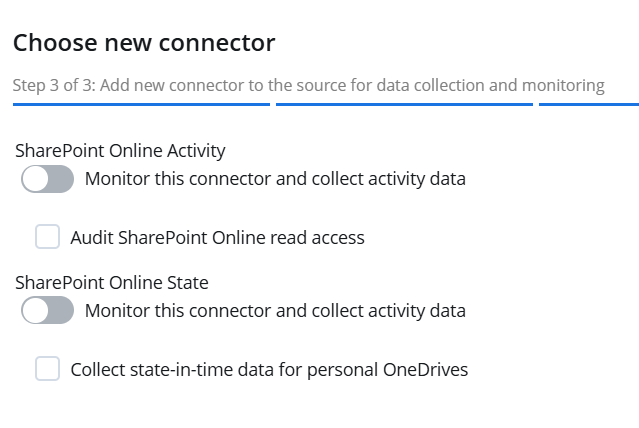 Choose new connector
Step 3 of 3: Add new connector to the source for data collection and monitoring
SharePoint Online Activity
Monitor this connector and collect activity data
Audit SharePoint Online read access
SharePoint Online State
Monitor this connector and collect activity data
Collect state-in-time data for personal OneDrives